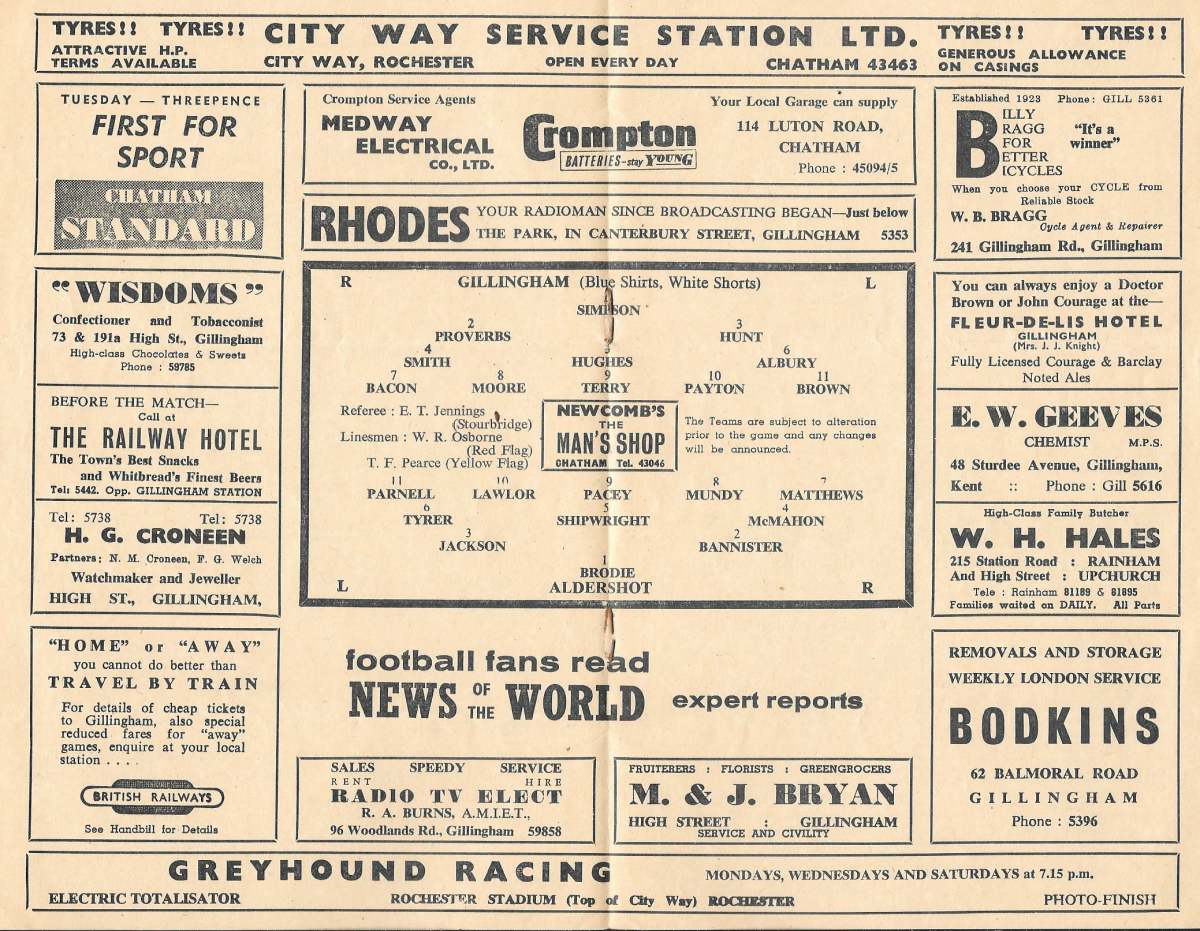 TYRES!! TYRES!!
ATTRACTIVE H.P.
TERMS AVAILABLE
CITY WAY SERVICE STATION LTD.
CITY WAY, ROCHESTER OPEN EVERY DAY CHATHAM 43463
TYRES!! TYRES!!
GENEROUS ALLOWANCE
ON CASINGS
TUESDAY — THREEPENCE
FIRST FOR
SPORT
CHATHAM
STANDARD
Crompton Service Agents
MEDWAY
ELECTRICAL
CO., LTD.
Crompton
BATTERIES-stay YOUNG
Your Local Garage can supply
114 LUTON ROAD,
CHATHAM
Phone : 45094/5
Established 1923 Phone: GILL 5361
BILLY
BRAGG
FOR
BETTER
BICYCLES
"It's a
winner"
When you choose your CYCLE from
Reliable Stock
W. B. BRAGG
Cycle Agent & Repairer
241 Gillingham Rd., Gillingham
RHODES
YOUR RADIOMAN SINCE BROADCASTING BEGAN—Just below
THE PARK, IN CANTERBURY STREET, GILLINGHAM 5353
"WISDOMS"
Confectioner and Tobacconist
73 & 191a High St., Gillingham
High-class Chocolates & Sweets
Phone : 59785
BEFORE THE MATCH—
Call at
THE RAILWAY HOTEL
The Town's Best Snacks
and Whitbread's Finest Beers
Tel: 5442. Opp. GILLINGHAM STATION
Tel: 5738 Tel: 5738
H. G. CRONEEN
Partners: N. M. Croneen, F. G. Welch
Watchmaker and Jeweller
HIGH ST., GILLINGHAM,
R GILLINGHAM (Blue Shirts, White Shorts) L
SIMPSON
2 3
PROVERBS HUNT
4 5 6
SMITH HUGHES ALBURY
7 8 9 10 11
BACON MOORE TERRY PAYTON BROWN
Referee : E. T. Jennings
(Stourbridge)
Linesmen : W. R. Osborne
(Red Flag)
T. F. Pearce (Yellow Flag)
NEWCOMB'S
THE
MAN'S SHOP
CHATHAM Tel. 43046
The Teams are subject to alteration
prior to the game and any changes
will be announced.
11 10 9 8 7
PARNELL LAWLOR PACEY MUNDY MATTHEWS
6 5 4
TYRER SHIPWRIGHT McMAHON
3 2
JACKSON BANNISTER
1
BRODIE
L ALDERSHOT R
You can always enjoy a Doctor
Brown or John Courage at the—
FLEUR-DE-LIS HOTEL
GILLINGHAM
(Mrs. J. J. Knight)
Fully Licensed Courage & Barclay
Noted Ales
E. W. GEEVES
CHEMIST M.P.S.
48 Sturdee Avenue, Gillingham,
Kent :: Phone : Gill 5616
High-Class Family Butcher
W. H. HALES
215 Station Road : RAINHAM
And High Street : UPCHURCH
Tele : Rainham 81189 & 81895
Families waited on DAILY. All Parts
"HOME" or "AWAY"
you cannot do better than
TRAVEL BY TRAIN
For details of cheap tickets
to Gillingham, also special
reduced fares for "away"
games, enquire at your local
station . . . .
BRITISH RAILWAYS
See Handbill for Details
football fans read
NEWS OF THE WORLD expert reports
SALES SPEEDY SERVICE
RENT HIRE
RADIO TV ELECT
R. A. BURNS, A.M.I.E.T.,
96 Woodlands Rd., Gillingham 59858
FRUITERERS : FLORISTS : GREENGROCERS
M. & J. BRYAN
HIGH STREET : GILLINGHAM
SERVICE AND CIVILITY
REMOVALS AND STORAGE
WEEKLY LONDON SERVICE
BODKINS
62 BALMORAL ROAD
GILLINGHAM
Phone : 5396
GREYHOUND RACING MONDAYS, WEDNESDAYS AND SATURDAYS at 7.15 p.m.
ELECTRIC TOTALISATOR ROCHESTER STADIUM (Top of City Way) ROCHESTER PHOTO-FINISH